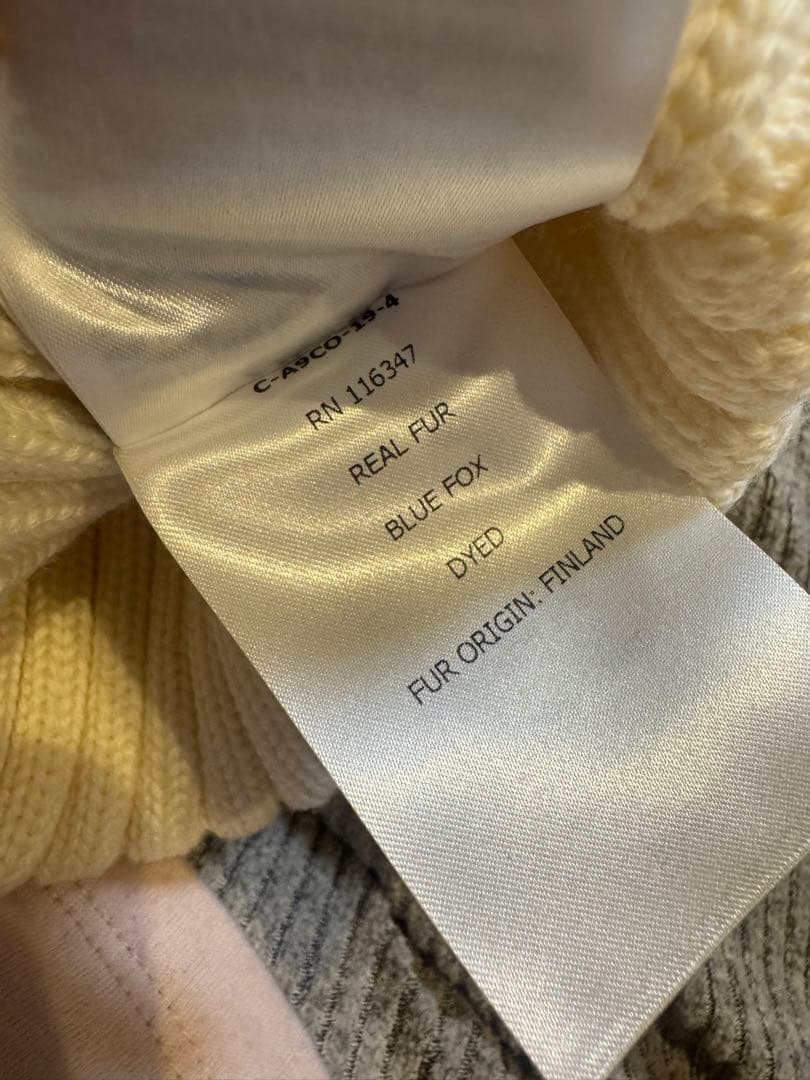 C-A9CO-19-4
RN 116347
REAL FUR
BLUE FOX
DYED
FUR ORIGIN: FINLAND